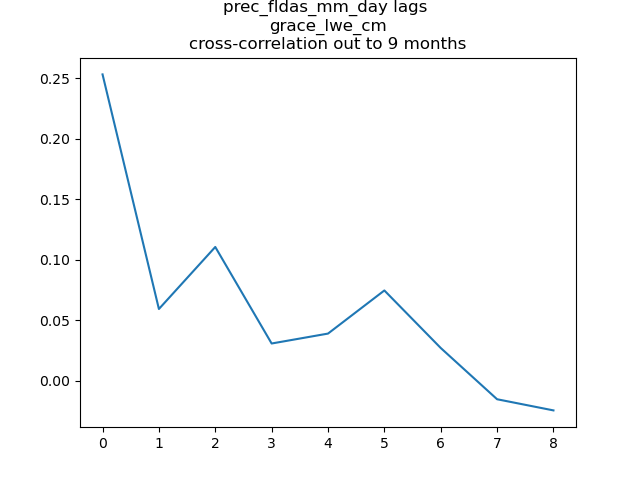 prec_fldas_mm_day lags
grace_lwe_cm
cross-correlation out to 9 months
0.25
0.20
0.15
0.10
0.05
0.00
0 1 2 3 4 5 6 7 8